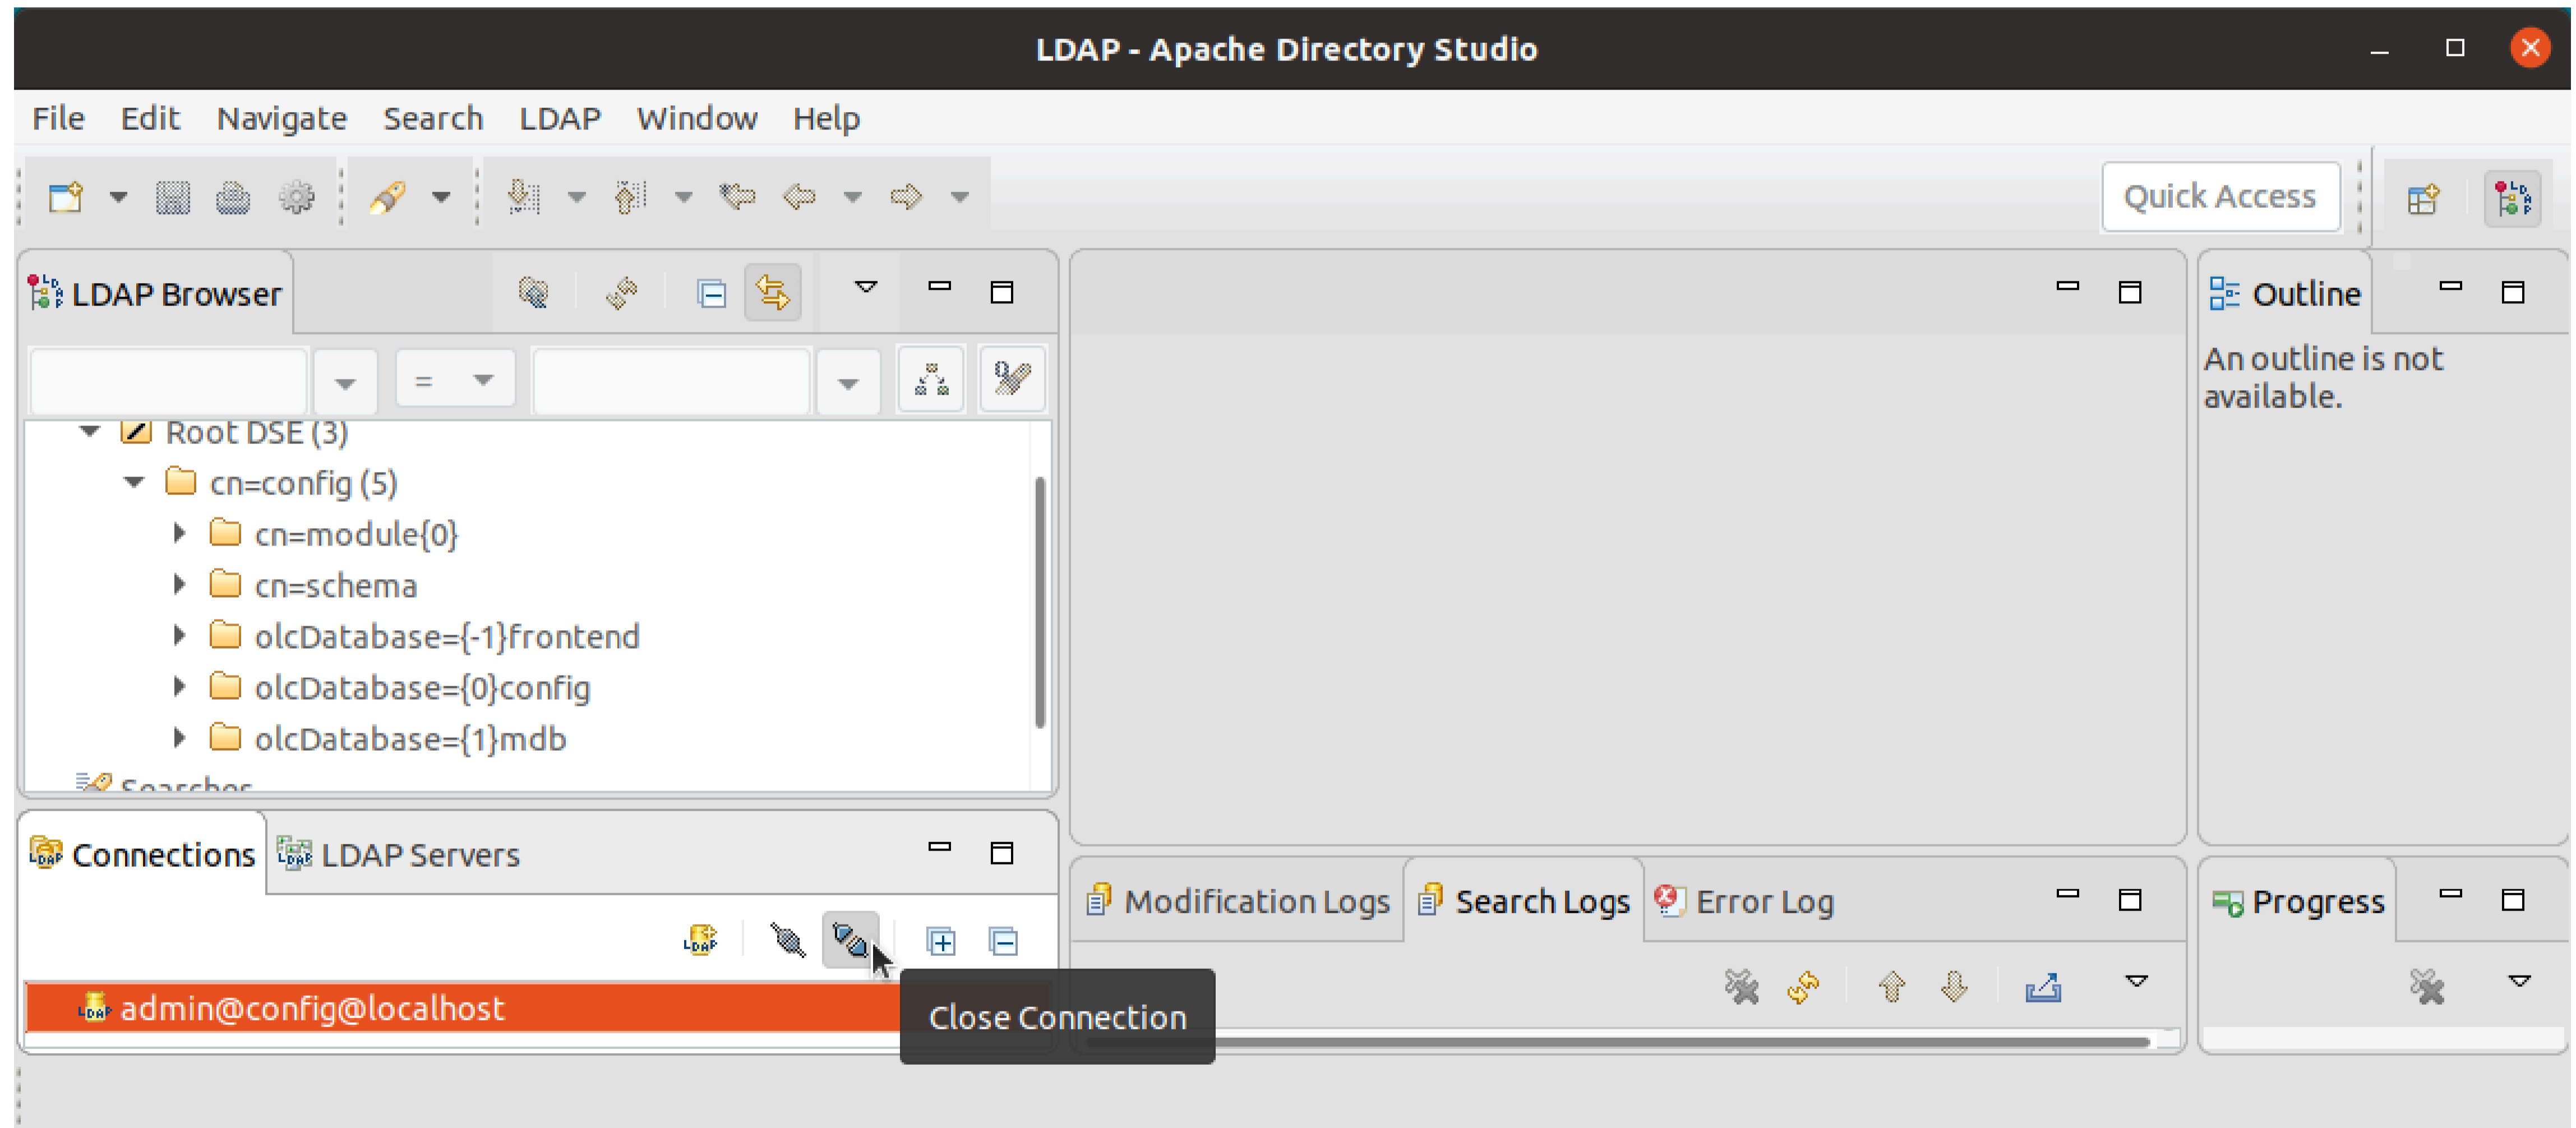 LDAP - Apache Directory Studio
File Edit Navigate Search LDAP Window Help
Quick Access
LDAP Browser
Outline
=
An outline is not
available.
Root DSE (3)
cn=config (5)
cn=module{0}
cn=schema
olcDatabase={-1}frontend
olcDatabase={0}config
olcDatabase={1}mdb
Searches
Connections LDAP Servers
Modification Logs Search Logs Error Log
Progress
admin@config@localhost
Close Connection